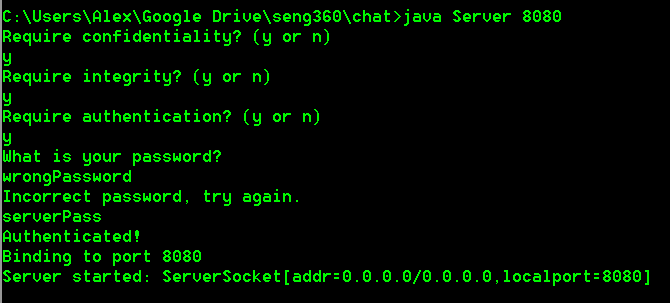 C:\Users\Alex\Google Drive\seng360\chat>java Server 8080
Require confidentiality? (y or n)
y
Require integrity? (y or n)
y
Require authentication? (y or n)
y
What is your password?
wrongPassword
Incorrect password, try again.
serverPass
Authenticated!
Binding to port 8080
Server started: ServerSocket[addr=0.0.0.0/0.0.0.0,localport=8080]